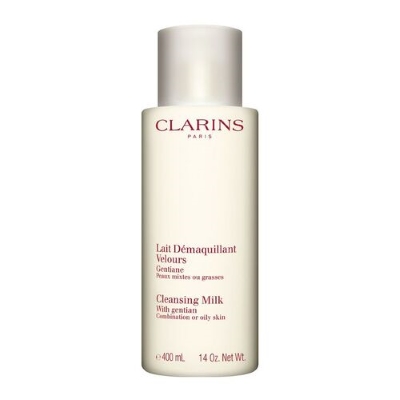 CLARINS
PARIS
Lait Démaquillant
Velours
Gentiane
Peaux mixtes ou grasses
Cleansing Milk
With gentian
Combination or oily skin
℮400 mL 14 Oz. Net Wt.